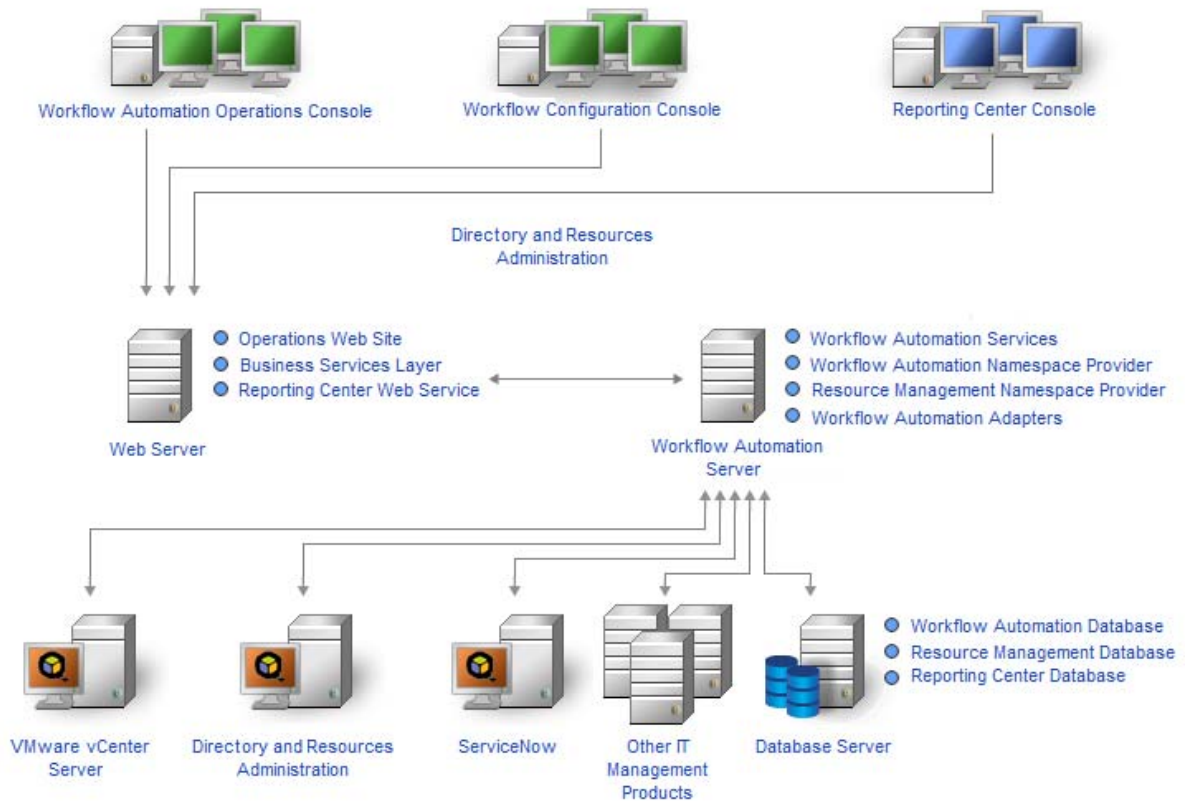 Workflow Automation Operations Console
Workflow Configuration Console
Reporting Center Console
Directory and Resources
Administration
Operations Web Site
Business Services Layer
Reporting Center Web Service
Web Server
Workflow Automation Services
Workflow Automation Namespace Provider
Resource Management Namespace Provider
Workflow Automation Adapters
Workflow Automation
Server
VMware vCenter
Server
Directory and Resources
Administration
ServiceNow
Other IT
Management
Products
Database Server
Workflow Automation Database
Resource Management Database
Reporting Center Database